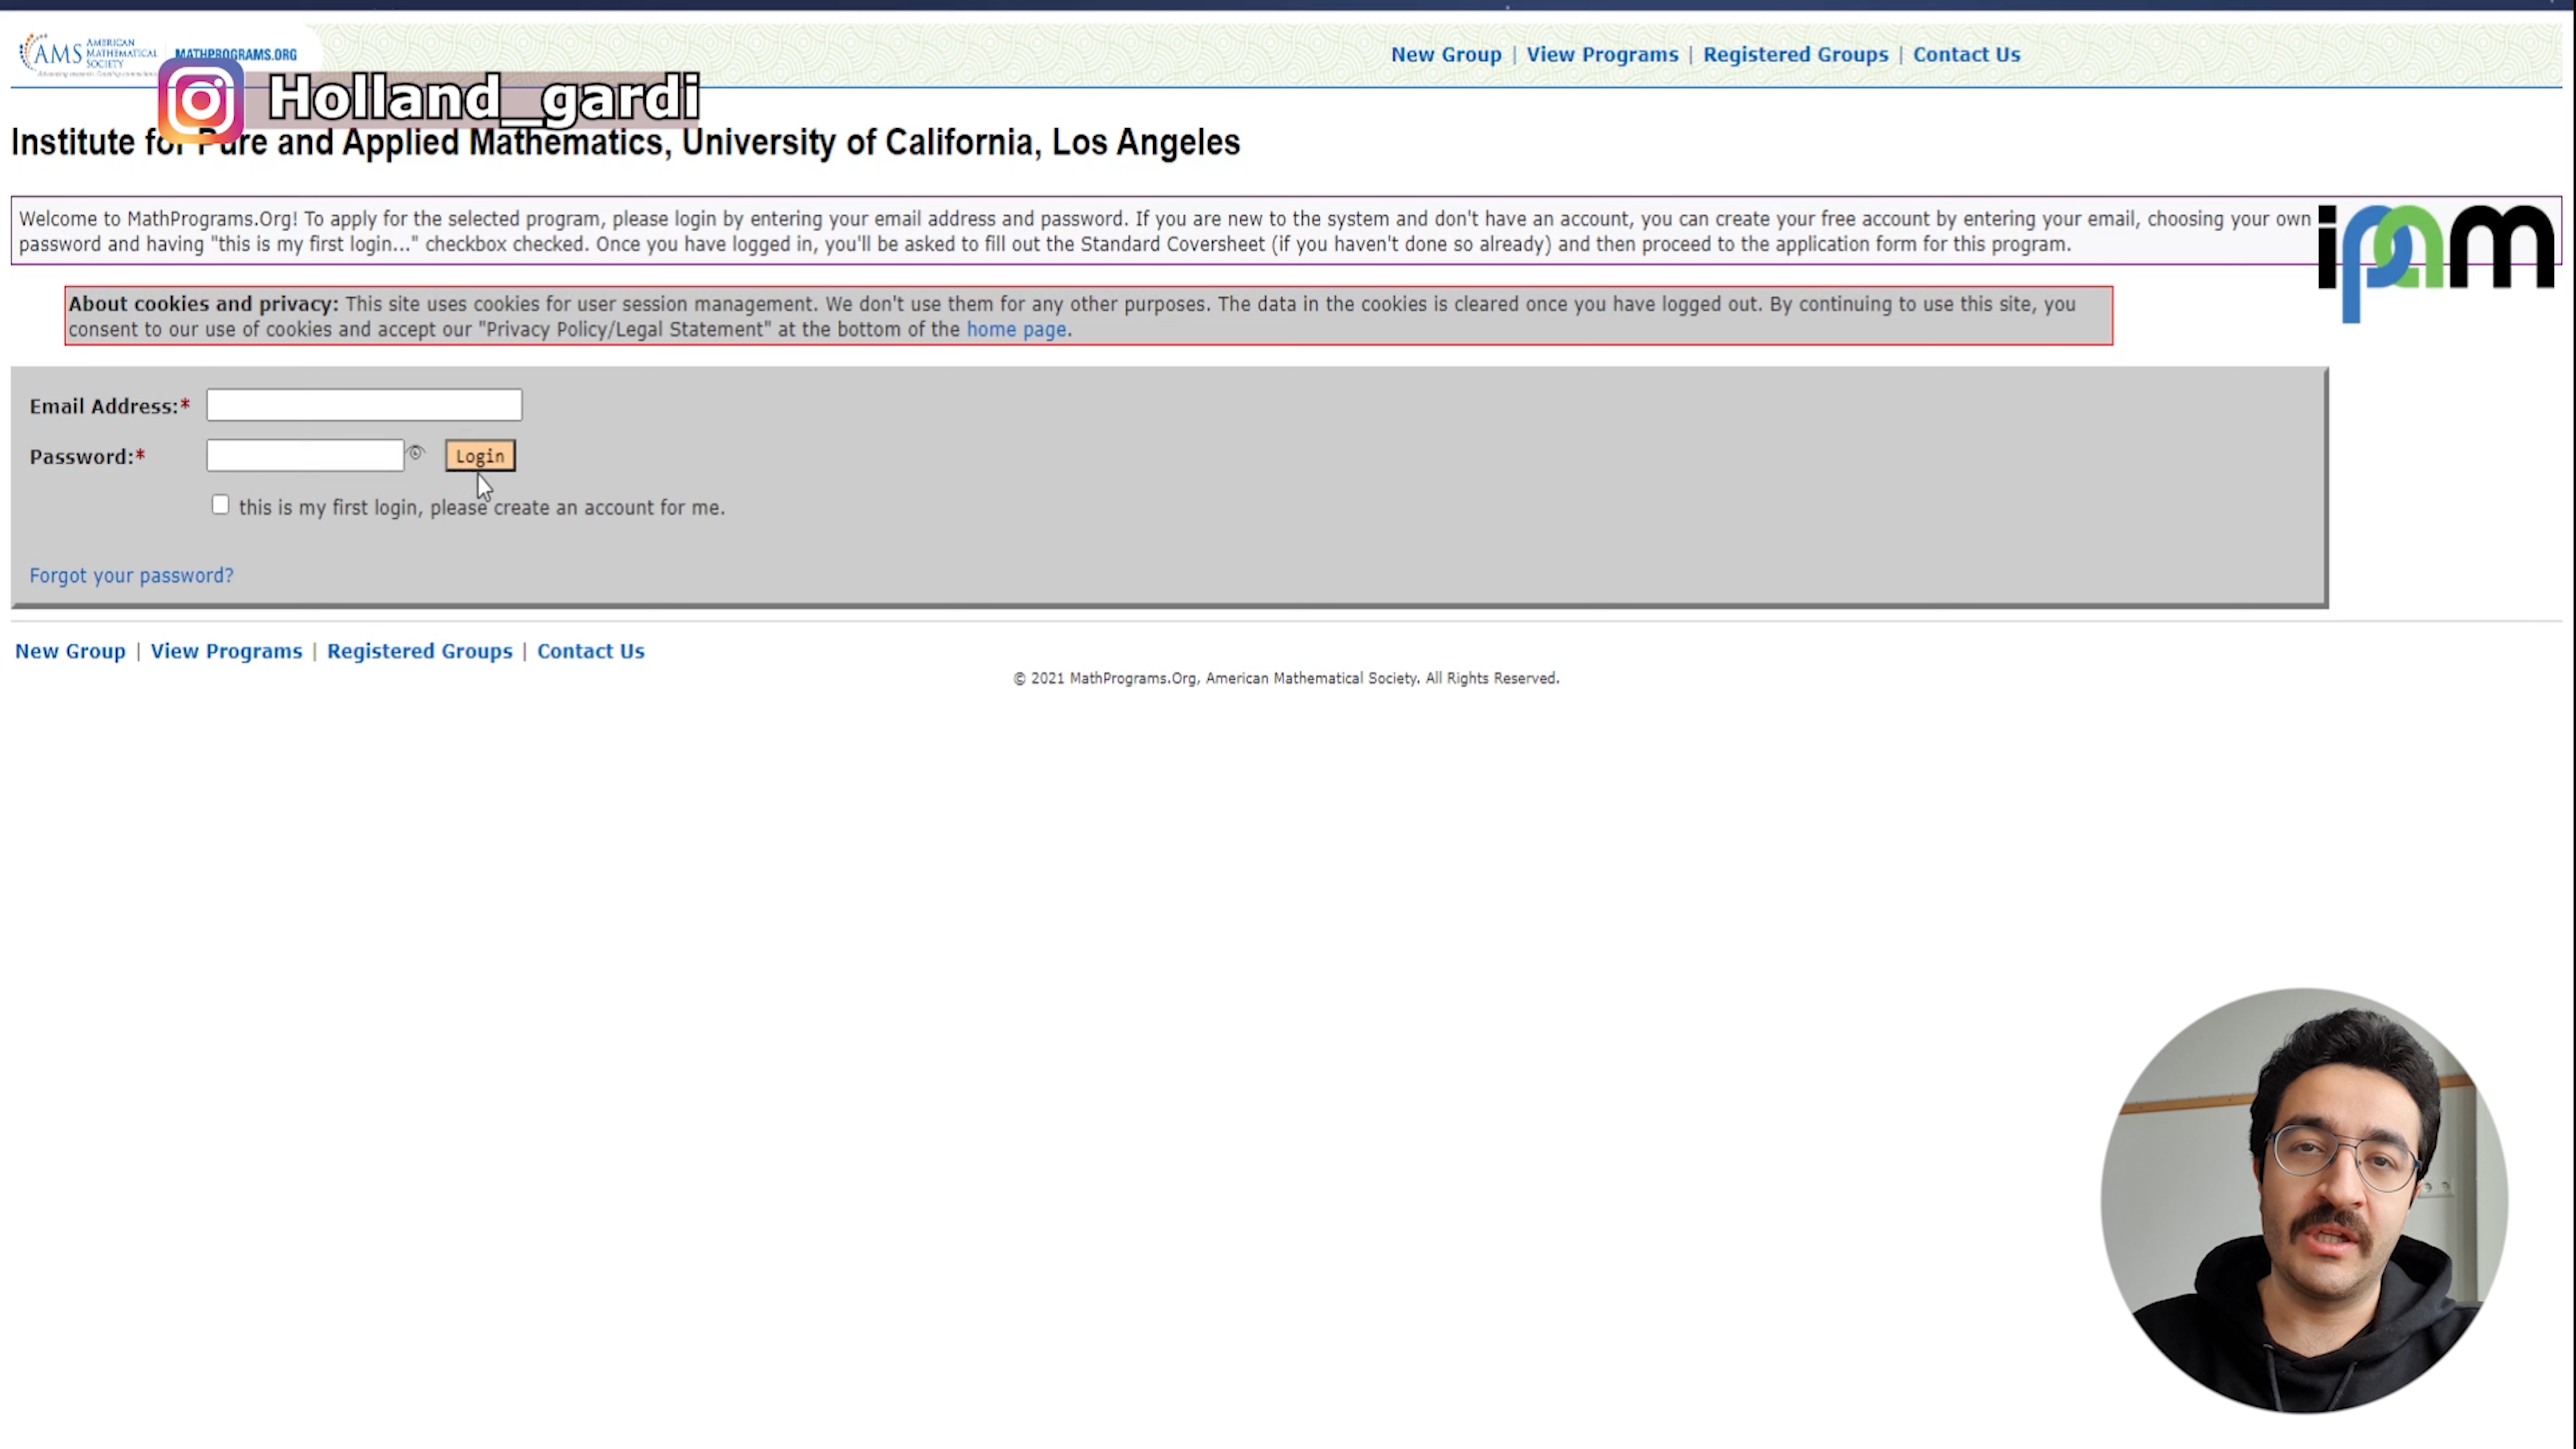 AMS AMERICAN MATHEMATICAL SOCIETY
MATHPROGRAMS.ORG
New Group | View Programs | Registered Groups | Contact Us
Holland_gardi
Institute for Pure and Applied Mathematics, University of California, Los Angeles
Welcome to MathPrograms.Org! To apply for the selected program, please login by entering your email address and password. If you are new to the system and don't have an account, you can create your free account by entering your email, choosing your own
password and having "this is my first login..." checkbox checked. Once you have logged in, you'll be asked to fill out the Standard Coversheet (if you haven't done so already) and then proceed to the application form for this program.
ipam
About cookies and privacy: This site uses cookies for user session management. We don't use them for any other purposes. The data in the cookies is cleared once you have logged out. By continuing to use this site, you
consent to our use of cookies and accept our "Privacy Policy/Legal Statement" at the bottom of the home page.
Email Address:*
Password:* Login
this is my first login, please create an account for me.
Forgot your password?
New Group | View Programs | Registered Groups | Contact Us
© 2021 MathPrograms.Org, American Mathematical Society. All Rights Reserved.